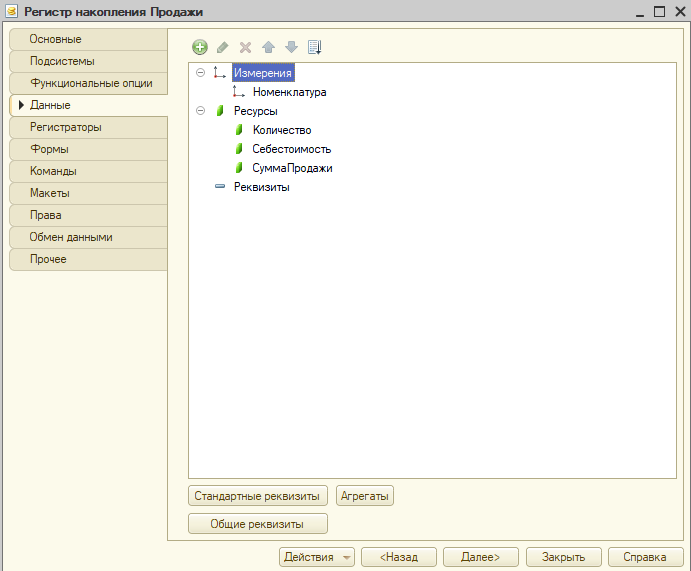 Регистр накопления Продажи
Основные
Подсистемы
Функциональные опции
Данные
Регистраторы
Формы
Команды
Макеты
Права
Обмен данными
Прочее
Измерения
Номенклатура
Ресурсы
Количество
Себестоимость
СуммаПродажи
Реквизиты
Стандартные реквизиты
Агрегаты
Общие реквизиты
Действия
<Назад
Далее>
Закрыть
Справка